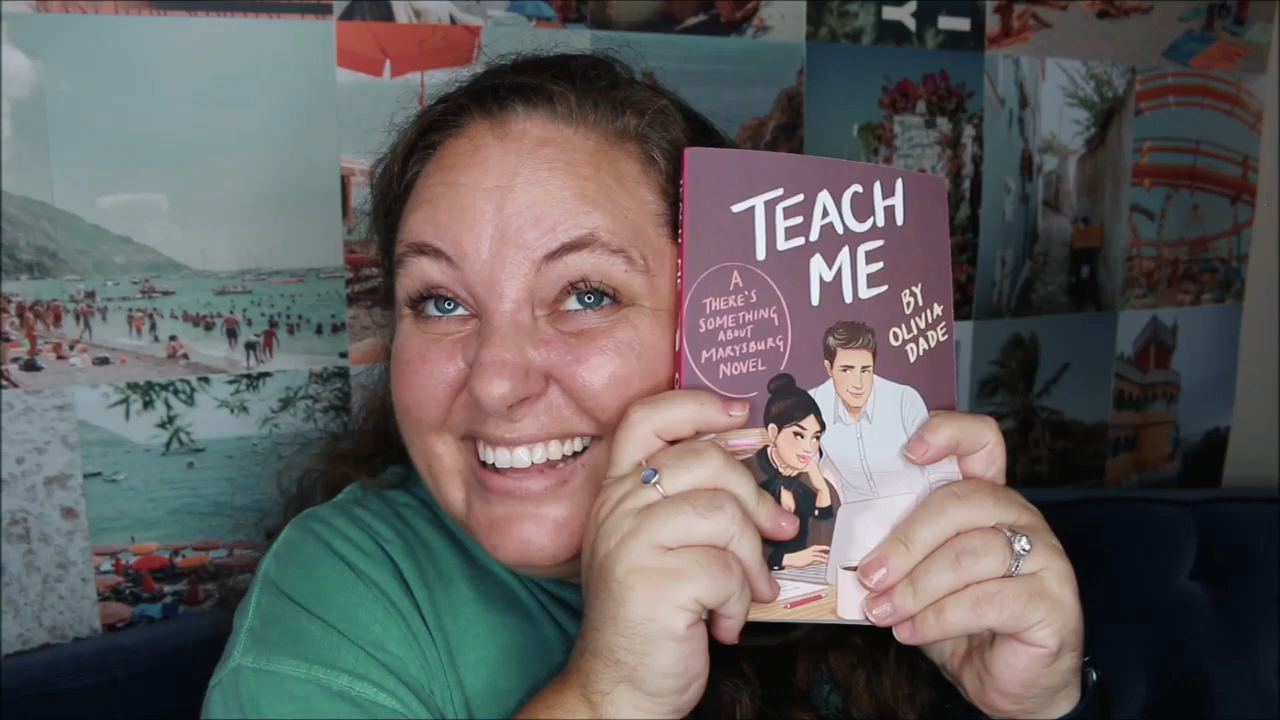 TEACH
ME
A
THERE'S
SOMETHING
ABOUT
MARYSBURG
NOVEL
BY
OLIVIA
DADE